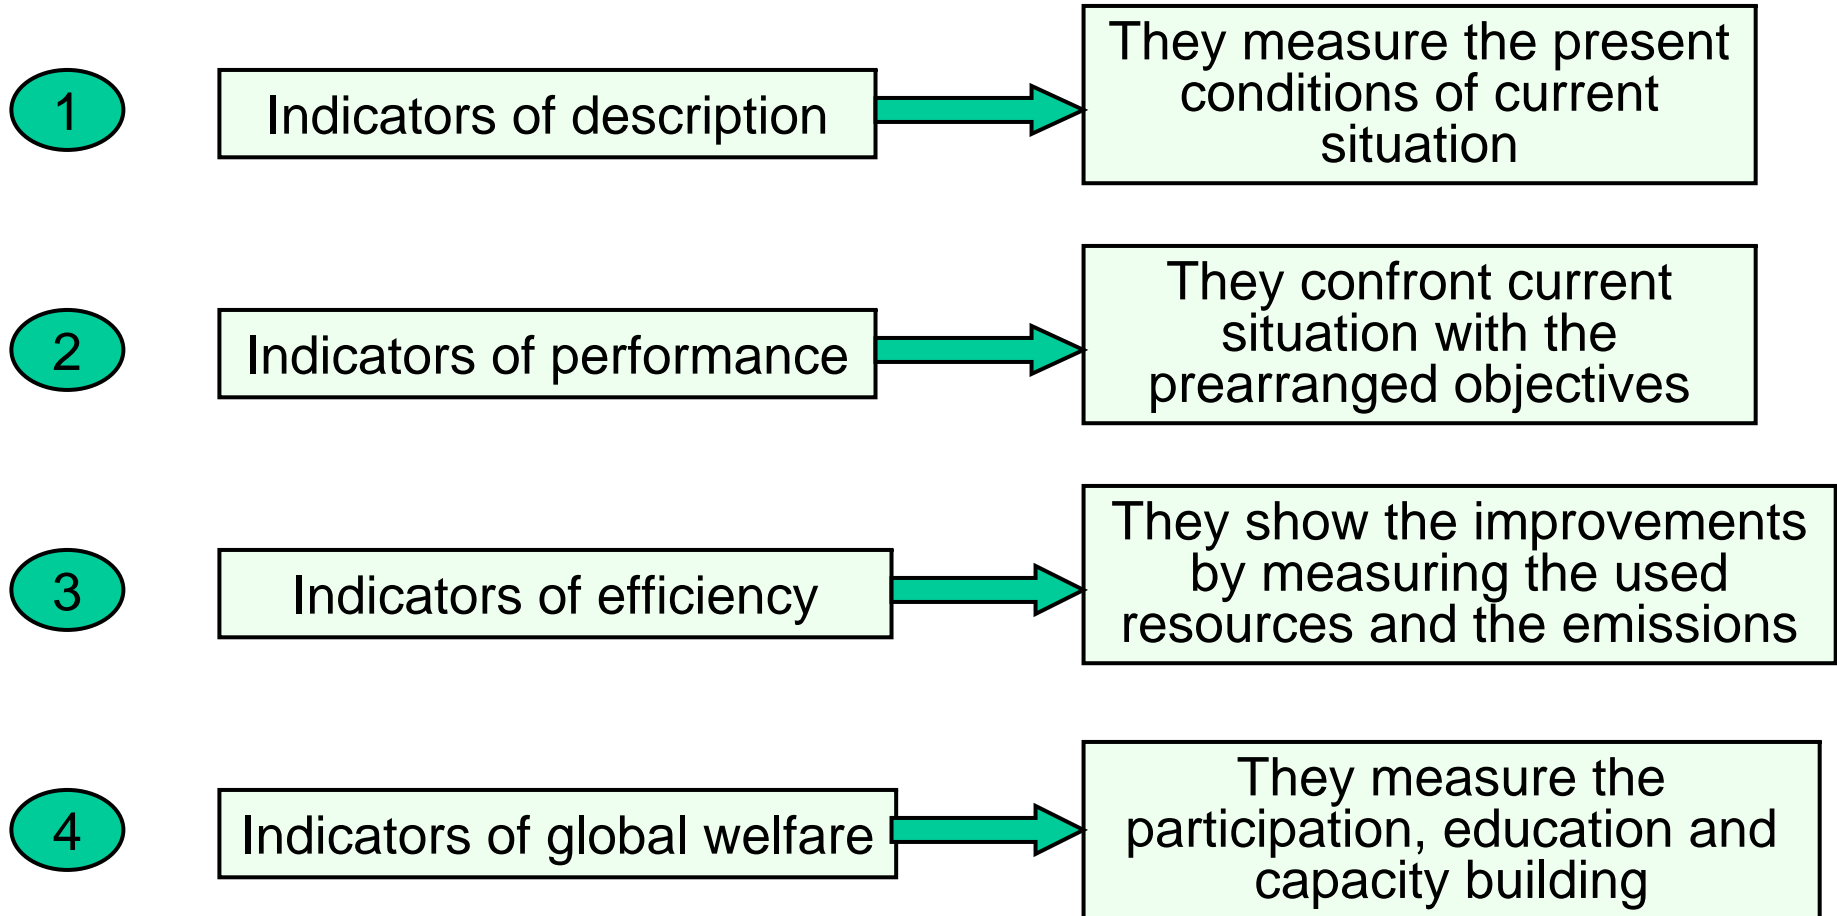 1
Indicators of description
They measure the present
conditions of current
situation
2
Indicators of performance
They confront current
situation with the
prearranged objectives
3
Indicators of efficiency
They show the improvements
by measuring the used
resources and the emissions
4
Indicators of global welfare
They measure the
participation, education and
capacity building